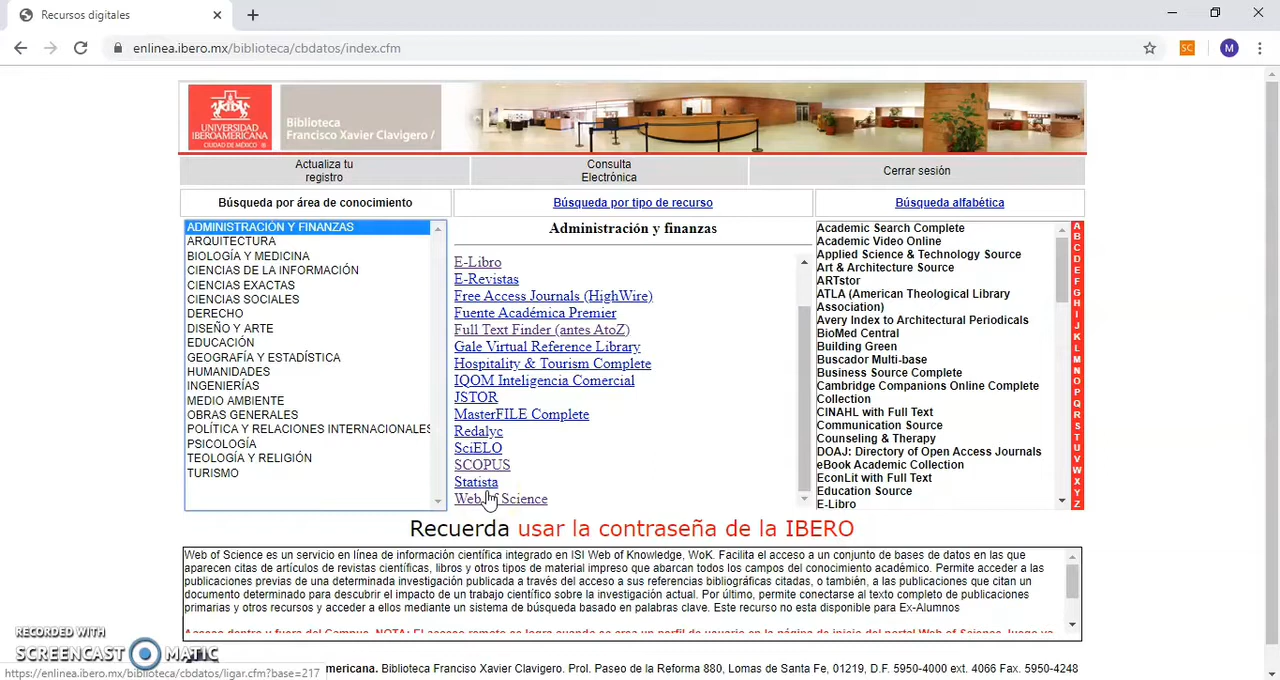 Recursos digitales
enlinea.ibero.mx/biblioteca/cbdatos/index.cfm
SC
M
UNIVERSIDAD
IBEROAMERICANA
CIUDAD DE MÉXICO ®
Biblioteca
Francisco Xavier Clavigero /
Actualiza tu
registro
Consulta
Electrónica
Cerrar sesión
Búsqueda por área de conocimiento
Búsqueda por tipo de recurso
Búsqueda alfabética
ADMINISTRACIÓN Y FINANZAS
ARQUITECTURA
BIOLOGÍA Y MEDICINA
CIENCIAS DE LA INFORMACIÓN
CIENCIAS EXACTAS
CIENCIAS SOCIALES
DERECHO
DISEÑO Y ARTE
EDUCACIÓN
GEOGRAFÍA Y ESTADÍSTICA
HUMANIDADES
INGENIERÍAS
MEDIO AMBIENTE
OBRAS GENERALES
POLÍTICA Y RELACIONES INTERNACIONALES
PSICOLOGÍA
TEOLOGÍA Y RELIGIÓN
TURISMO
Administración y finanzas
E-Libro
E-Revistas
Free Access Journals (HighWire)
Fuente Académica Premier
Full Text Finder (antes AtoZ)
Gale Virtual Reference Library
Hospitality & Tourism Complete
IQOM Inteligencia Comercial
JSTOR
MasterFILE Complete
Redalyc
SciELO
SCOPUS
Statista
Web of Science
Academic Search Complete
Academic Video Online
Applied Science & Technology Source
Art & Architecture Source
ARTstor
ATLA (American Theological Library
Association)
Avery Index to Architectural Periodicals
BioMed Central
Building Green
Buscador Multi-base
Business Source Complete
Cambridge Companions Online Complete
Collection
CINAHL with Full Text
Communication Source
Counseling & Therapy
DOAJ: Directory of Open Access Journals
eBook Academic Collection
EconLit with Full Text
Education Source
E-Libro
A
B
C
D
E
F
G
H
I
J
K
L
M
N
O
P
Q
R
S
T
U
V
W
X
Y
Z
Recuerda usar la contraseña de la IBERO
Web of Science es un servicio en línea de información científica integrado en ISI Web of Knowledge, WoK. Facilita el acceso a un conjunto de bases de datos en las que
aparecen citas de artículos de revistas científicas, libros y otros tipos de material impreso que abarcan todos los campos del conocimiento académico. Permite acceder a las
publicaciones previas de una determinada investigación publicada a través del acceso a sus referencias bibliográficas citadas, o también, a las publicaciones que citan un
documento determinado para descubrir el impacto de un trabajo científico sobre la investigación actual. Por último, permite conectarse al texto completo de publicaciones
primarias y otros recursos y acceder a ellos mediante un sistema de búsqueda basado en palabras clave. Este recurso no esta disponible para Ex-Alumnos
Acceso dentro y fuera del Campus. NOTA: El acceso remoto se logra cuando se crea un perfil de usuario en la página de inicio del portal Web of Science, luego ya
RECORDED WITH
SCREENCAST MATIC
https://enlinea.ibero.mx/biblioteca/cbdatos/ligar.cfm?base=217
mericana. Biblioteca Franciso Xavier Clavigero. Prof. Paseo de la Reforma 880, Lomas de Santa Fe, 01219, D.F. 5950-4000 ext. 4066 Fax. 5950-4248